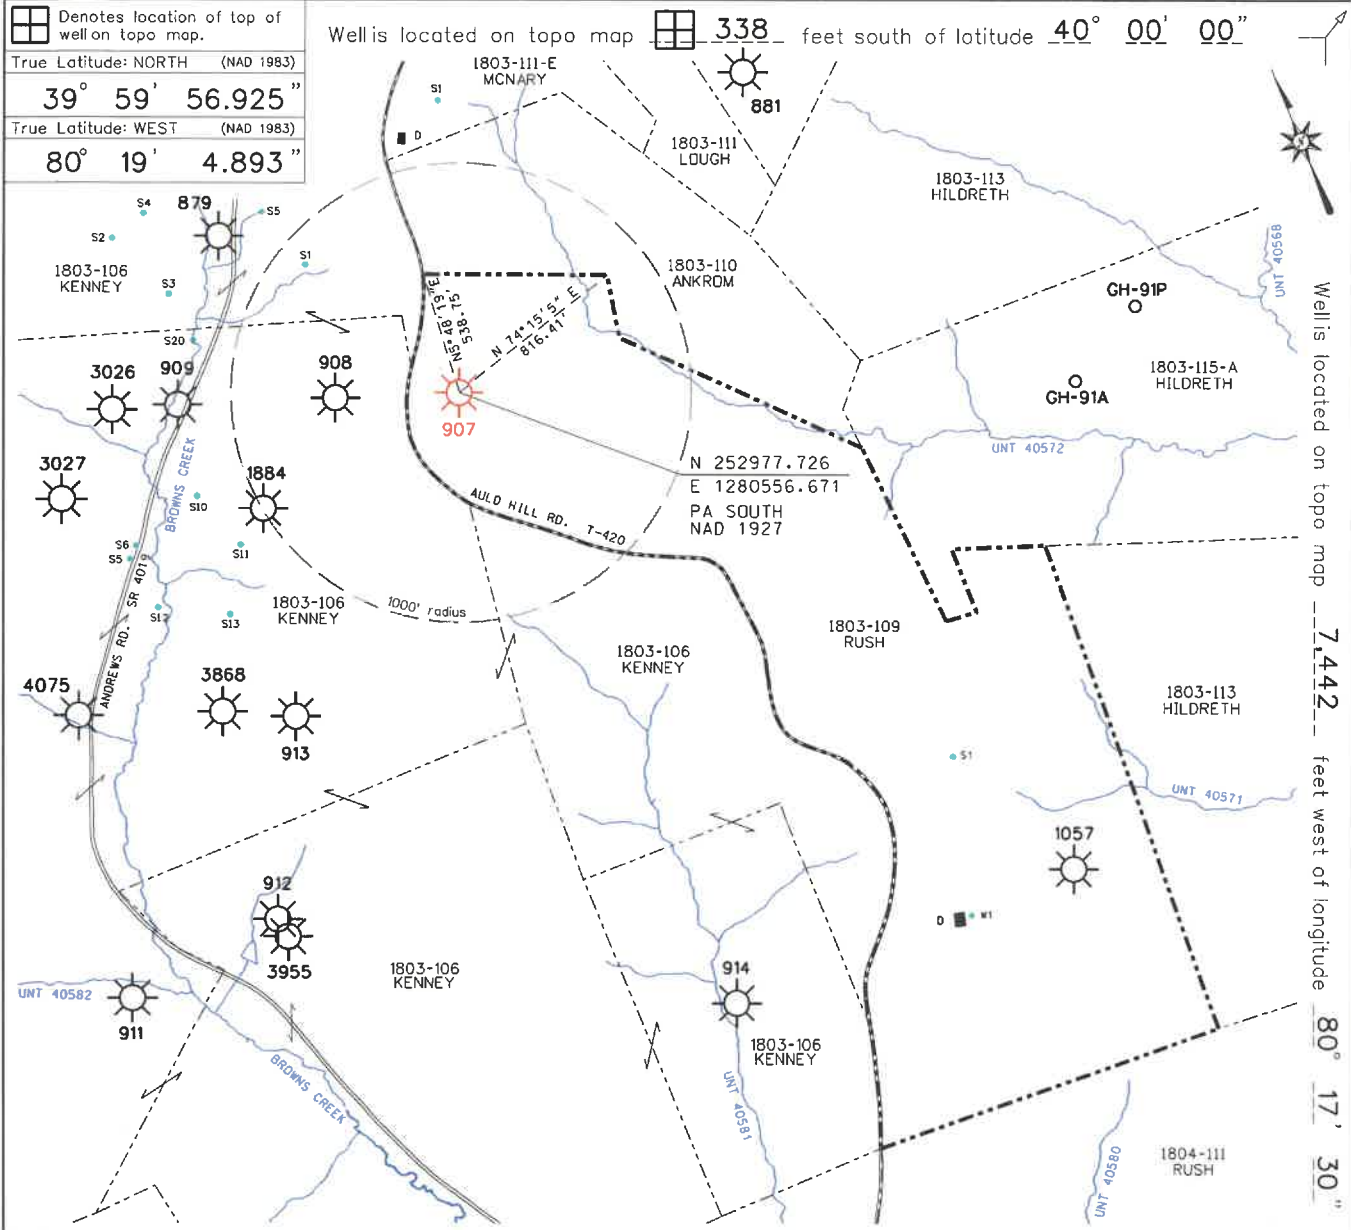 Denotes location of top of
well on topo map.
True Latitude: NORTH (NAD 1983)
39° 59' 56.925"
True Latitude: WEST (NAD 1983)
80° 19' 4.893"
Well is located on topo map 338 feet south of lotitude 40° 00' 00"
1803-111-E
MCNARY
S1
D
881
1803-111
LOUGH
1803-113
HILDRETH
UNT 40568
S4
879
S5
S2
S1
1803-106
KENNEY
S3
1803-110
ANKROM
GH-91P
N5°48'19"E
538.75'
N 74°15'5" E
816.41'
S20
3026
909
908
907
1803-115-A
HILDRETH
GH-91A
UNT 40572
3027
BROWNS CREEK
1884
S10
N 252977.726
E 1280556.671
PA SOUTH
NAD 1927
AULD HILL RD. T-420
S6
S5
S11
ANDREWS RD. SR 4019
S12
S13
1803-106
KENNEY
1000' radius
1803-106
KENNEY
1803-109
RUSH
4075
3868
913
1803-113
HILDRETH
S1
UNT 40571
1057
912
3955
D
W1
1803-106
KENNEY
914
UNT 40582
911
1803-106
KENNEY
BROWNS CREEK
UNT 40581
UNT 40580
1804-111
RUSH
Well is located on topo map 7,442 feet west of longitude 80° 17' 30"